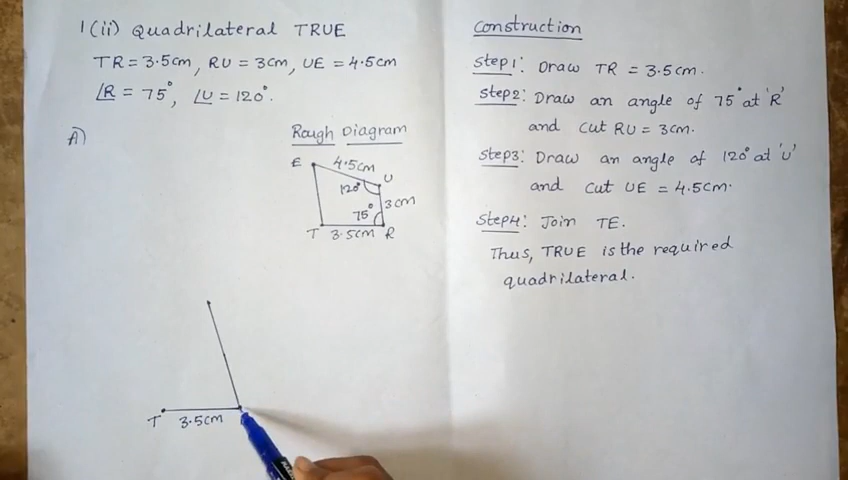 1(ii) Quadrilateral TRUE
TR = 3.5cm, RU = 3cm, UE = 4.5cm
∠R = 75°, ∠U = 120°.
A)
Rough Diagram
E 4.5cm U
120°
3cm
75°
T 3.5cm R
T 3.5cm
Construction
Step1: Draw TR = 3.5cm.
Step2: Draw an angle of 75° at 'R'
and cut RU = 3cm.
Step3: Draw an angle of 120° at 'U'
and cut UE = 4.5cm.
Step4: Join TE.
Thus, TRUE is the required
quadrilateral.